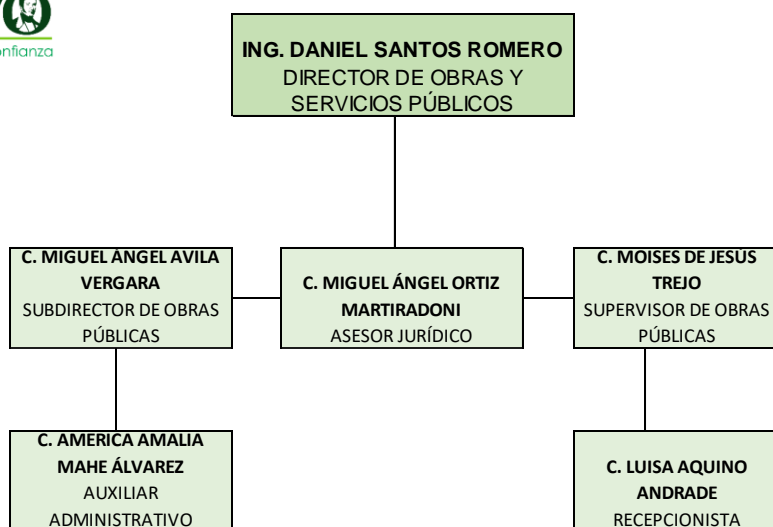 onfianza
ING. DANIEL SANTOS ROMERO
DIRECTOR DE OBRAS Y
SERVICIOS PÚBLICOS
C. MIGUEL ÁNGEL AVILA
VERGARA
SUBDIRECTOR DE OBRAS
PÚBLICAS
C. MIGUEL ÁNGEL ORTIZ
MARTIRADONI
ASESOR JURÍDICO
C. MOISES DE JESÚS
TREJO
SUPERVISOR DE OBRAS
PÚBLICAS
C. AMERICA AMALIA
MAHE ÁLVAREZ
AUXILIAR
ADMINISTRATIVO
C. LUISA AQUINO
ANDRADE
RECEPCIONISTA